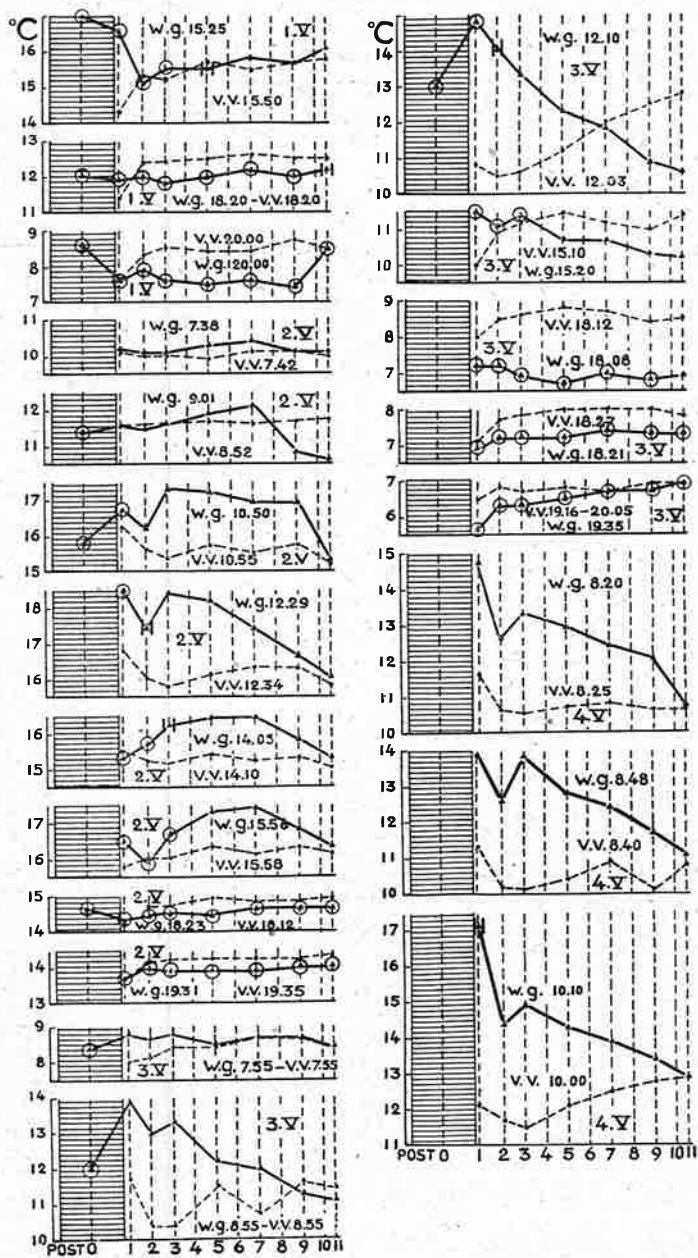 °C
16
15
14
W.g. 15.25
1.V
V.V. 15.50
13
12
11
1.V
W.g. 18.20 - V.V. 18.20
9
8
7
V.V. 20.00
W.g. 20.00
1.V
11
10
W.g. 7.38
2.V
V.V. 7.42
12
11
W.g. 9.01
2.V
V.V. 8.52
17
16
15
W.g. 10.50
V.V. 10.55
2.V
18
17
16
W.g. 12.29
2.V
V.V. 12.34
16
15
W.g. 14.03
2.V
V.V. 14.10
17
16
2.V
W.g. 15.56
V.V. 15.58
15
14
2.V
W.g. 18.23
V.V. 18.12
14
13
2.V
W.g. 19.31
V.V. 19.35
9
8
3.V
W.g. 7.55 - V.V. 7.55
14
13
12
11
10
3.V
W.g. 8.55 - V.V. 8.55
POST 0 1 2 3 4 5 6 7 8 9 10 11
°C
15
14
13
12
11
10
W.g. 12.10
3.V
V.V. 12.03
11
10
3.V
V.V. 15.10
W.g. 15.20
9
8
7
V.V. 18.12
3.V
W.g. 18.08
8
7
V.V. 18.27
W.g. 18.21
3.V
7
6
V.V. 19.16 - 20.05
W.g. 19.35
3.V
15
14
13
12
11
10
W.g. 8.20
V.V. 8.25
4.V
14
13
12
11
10
W.g. 8.48
V.V. 8.40
4.V
17
16
15
14
13
12
11
W.g. 10.10
V.V. 10.00
4.V
POST 0 1 2 3 4 5 6 7 8 9 10 11